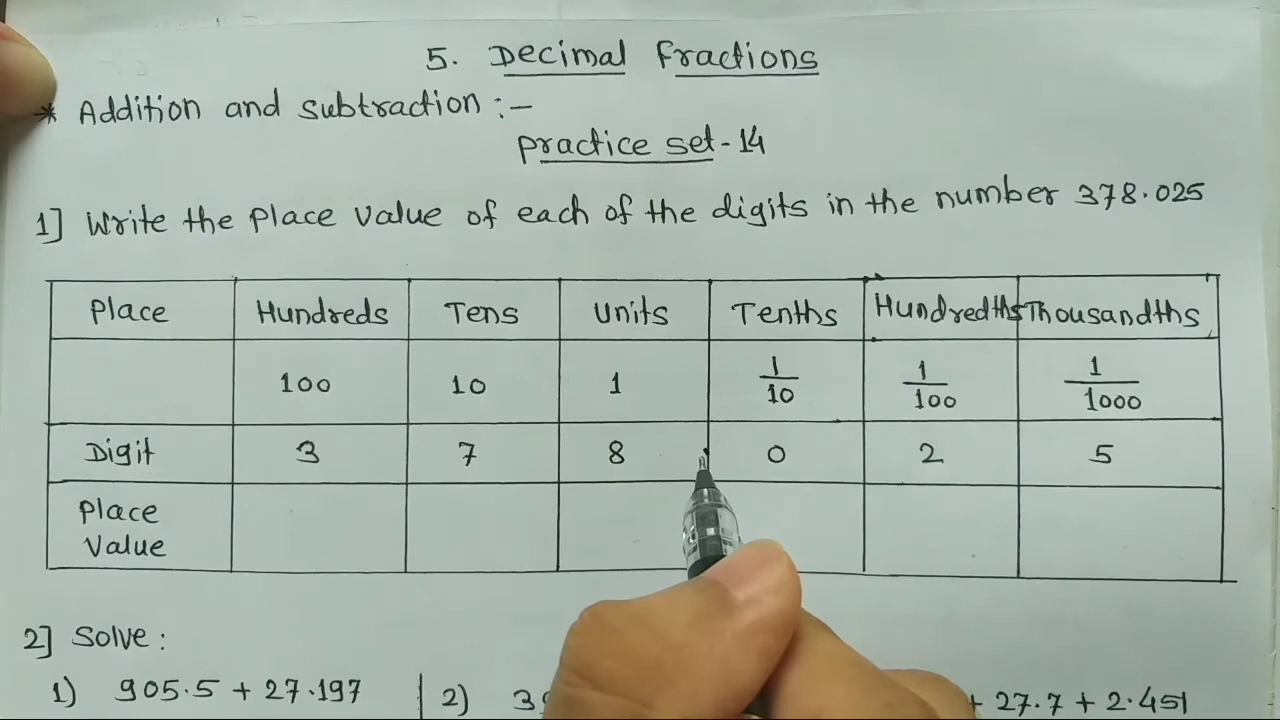 5. Decimal Fractions
* Addition and subtraction :-
Practice set-14
1] Write the place value of each of the digits in the number 378.025
Place Hundreds Tens Units Tenths Hundredths Thousandths
100 10 1 1/10 1/100 1/1000
Digit 3 7 8 . 0 2 5
Place Value
2] Solve :
1) 905.5 + 27.197 2) 39 + 27.7 + 2.451